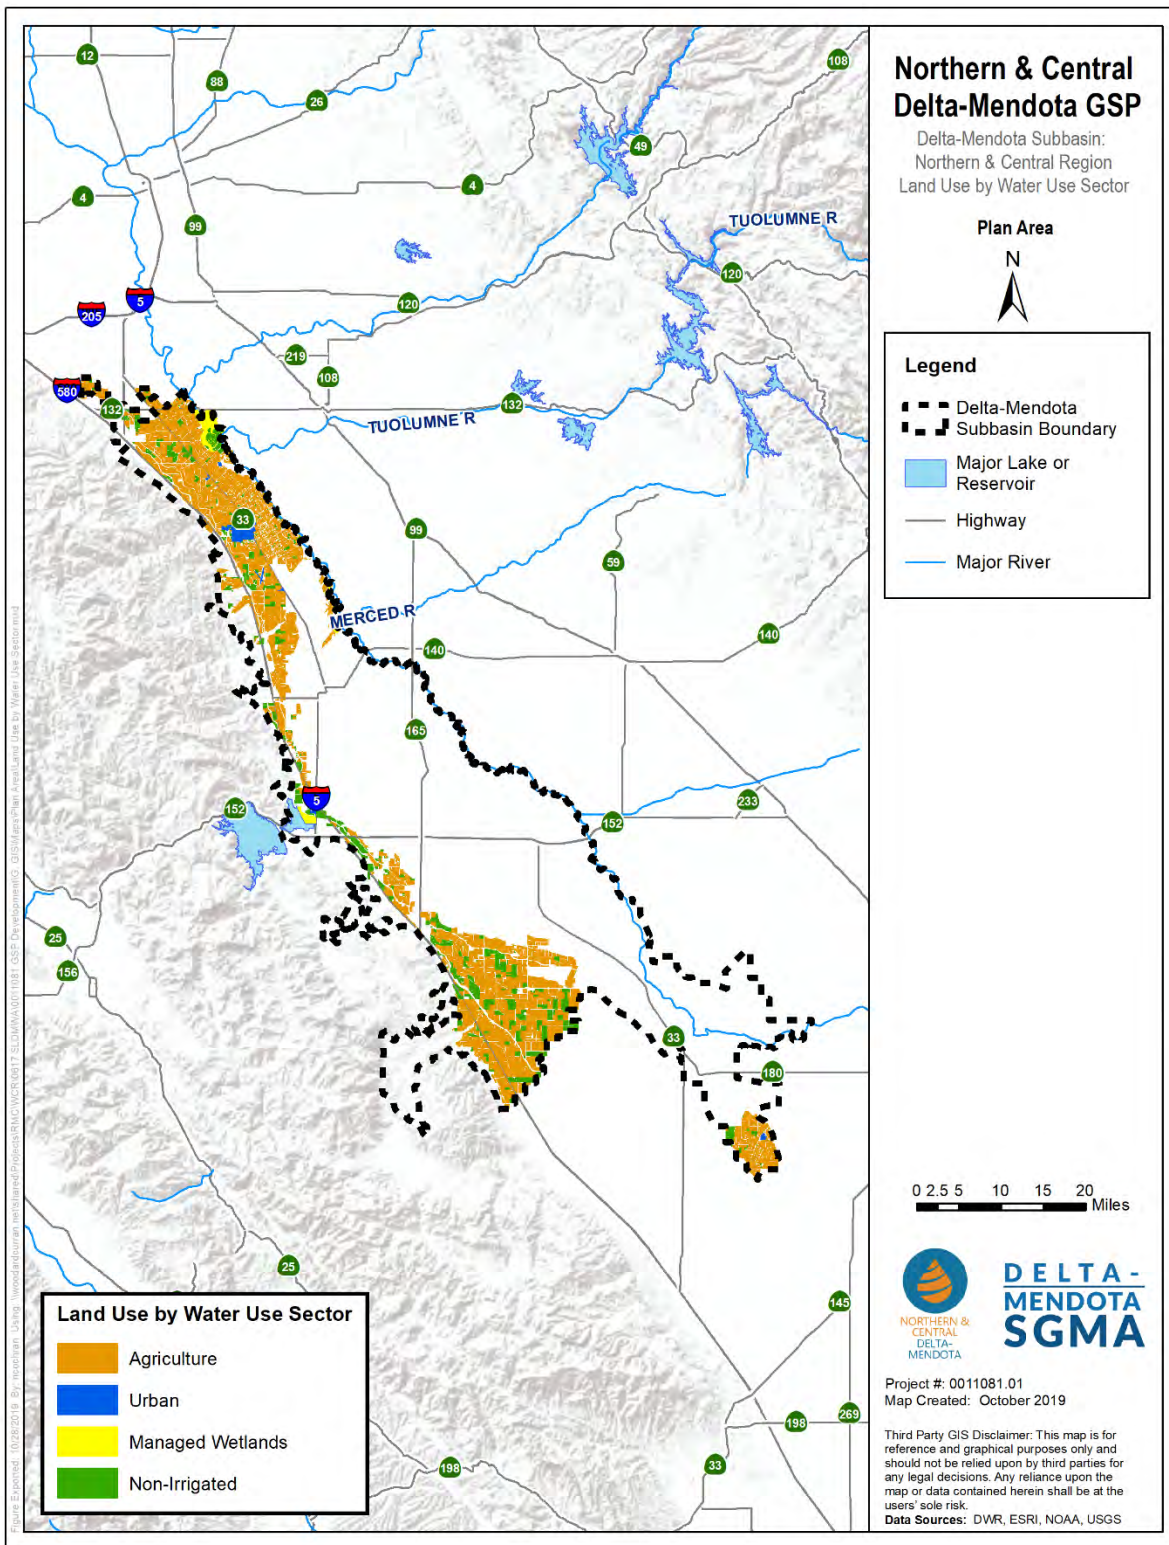 Northern & Central
Delta-Mendota GSP
Delta-Mendota Subbasin:
Northern & Central Region
Land Use by Water Use Sector
Plan Area
N
Legend
Delta-Mendota
Subbasin Boundary
Major Lake or
Reservoir
Highway
Major River
0 2.5 5 10 15 20
Miles
NORTHERN &
CENTRAL
DELTA-
MENDOTA
DELTA-
MENDOTA
SGMA
Project #: 0011081.01
Map Created: October 2019
Third Party GIS Disclaimer: This map is for
reference and graphical purposes only and
should not be relied upon by third parties for
any legal decisions. Any reliance upon the
map or data contained herein shall be at the
users' sole risk.
Data Sources: DWR, ESRI, NOAA, USGS
12
88
26
108
49
4
4
99
TUOLUMNE R
120
5
205
120
219
108
580
132
132
TUOLUMNE R
33
99
59
MERCED R
140
140
165
5
152
233
152
25
156
33
180
25
145
269
198
33
198
Land Use by Water Use Sector
Agriculture
Urban
Managed Wetlands
Non-Irrigated